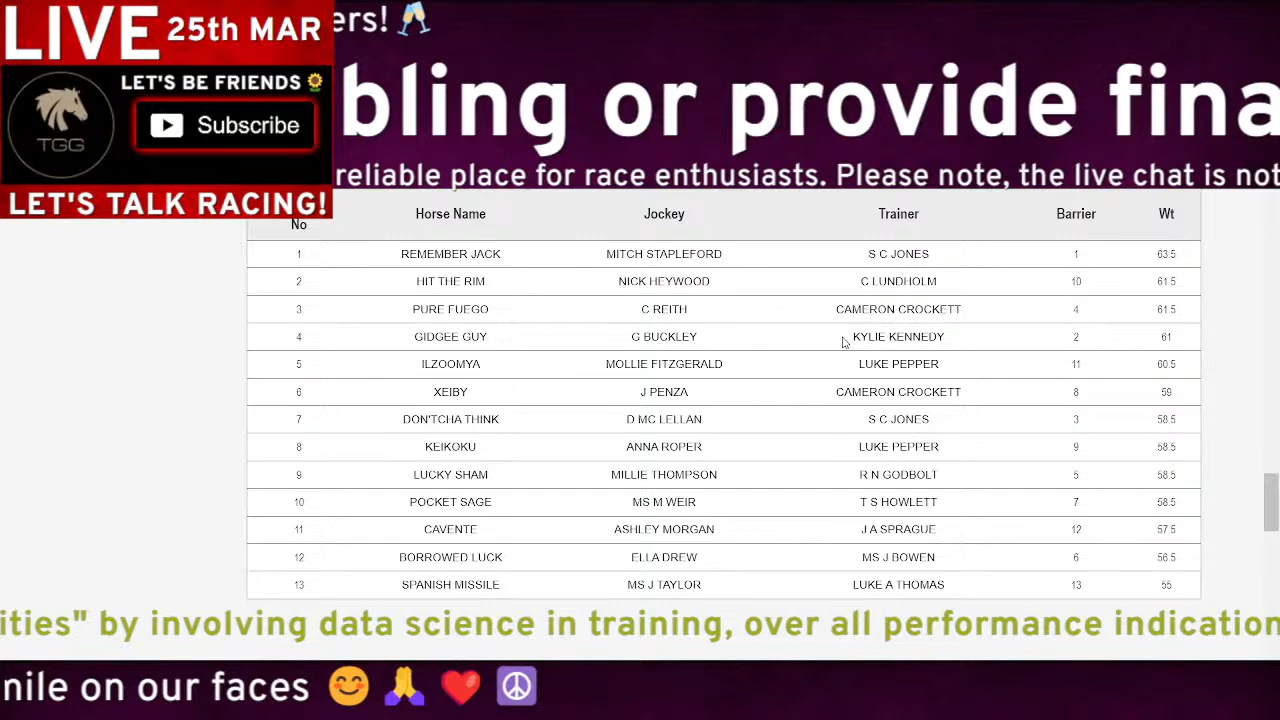 LIVE 25th MAR
ers! 🥂
LET'S BE FRIENDS 🌻
Subscribe
TGG
LET'S TALK RACING!
bling or provide fina
reliable place for race enthusiasts. Please note, the live chat is not
No Horse Name Jockey Trainer Barrier Wt
1 REMEMBER JACK MITCH STAPLEFORD S C JONES 1 63.5
2 HIT THE RIM NICK HEYWOOD C LUNDHOLM 10 61.5
3 PURE FUEGO C REITH CAMERON CROCKETT 4 61.5
4 GIDGEE GUY G BUCKLEY KYLIE KENNEDY 2 61
5 ILZOOMYA MOLLIE FITZGERALD LUKE PEPPER 11 60.5
6 XEIBY J PENZA CAMERON CROCKETT 8 59
7 DON'TCHA THINK D MC LELLAN S C JONES 3 58.5
8 KEIKOKU ANNA ROPER LUKE PEPPER 9 58.5
9 LUCKY SHAM MILLIE THOMPSON R N GODBOLT 5 58.5
10 POCKET SAGE MS M WEIR T S HOWLETT 7 58.5
11 CAVENTE ASHLEY MORGAN J A SPRAGUE 12 57.5
12 BORROWED LUCK ELLA DREW MS J BOWEN 6 56.5
13 SPANISH MISSILE MS J TAYLOR LUKE A THOMAS 13 55
ities" by involving data science in training, over all performance indication
nile on our faces 😊 🙏 ❤️ ☮️